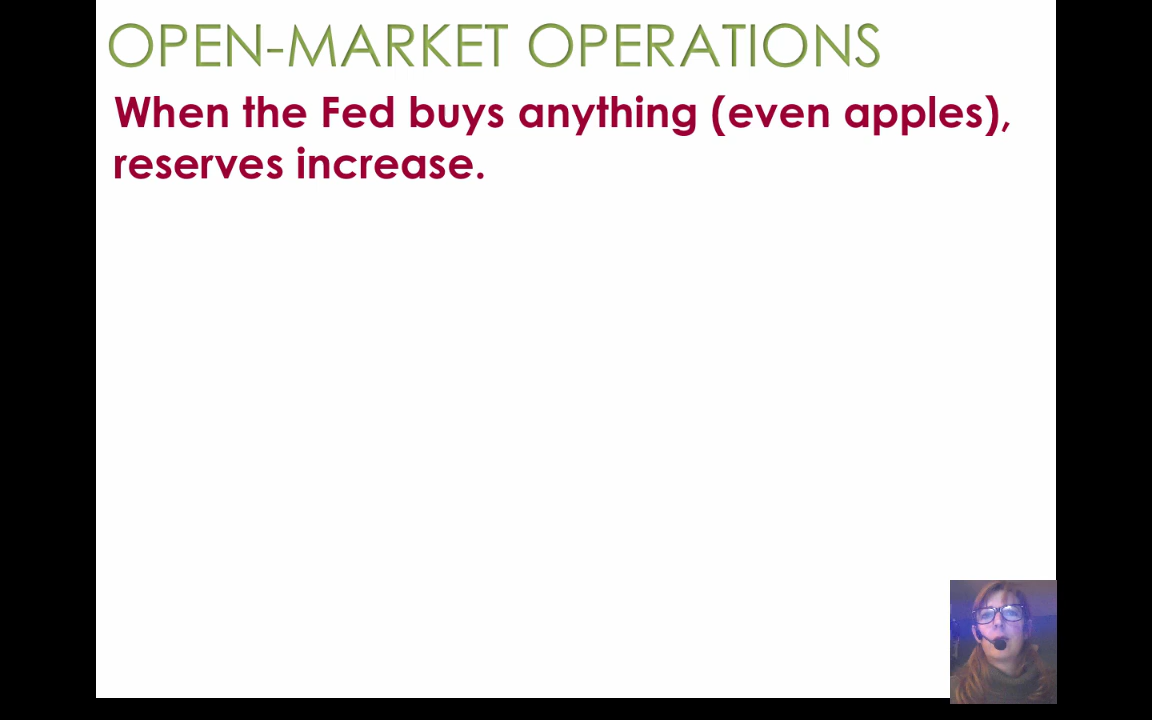 OPEN-MARKET OPERATIONS
When the Fed buys anything (even apples),
reserves increase.